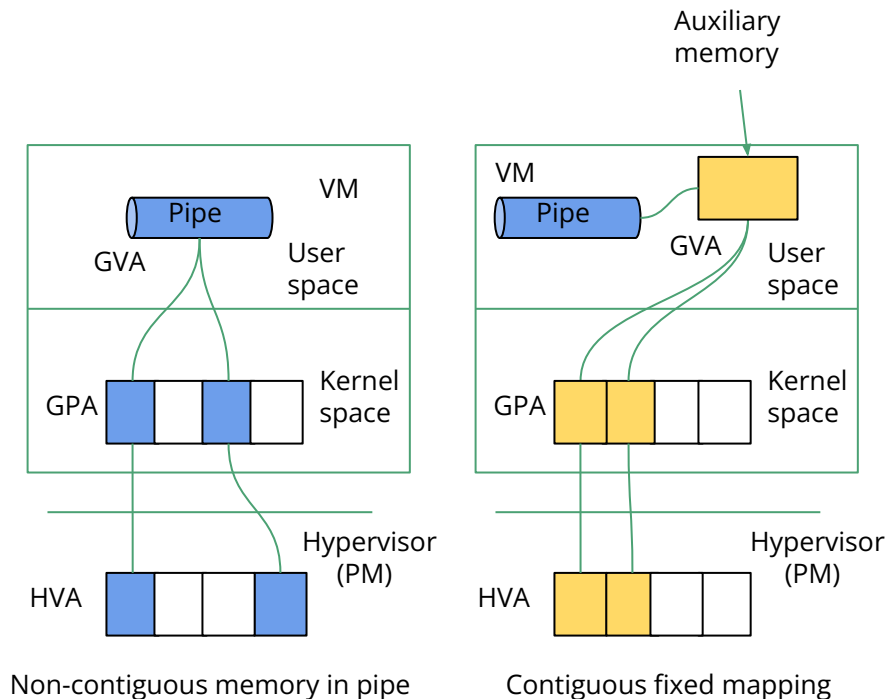 Auxiliary
memory
VM
Pipe
GVA
User
space
GPA
Kernel
space
Hypervisor
(PM)
HVA
Non-contiguous memory in pipe
VM
Pipe
GVA
User
space
GPA
Kernel
space
Hypervisor
(PM)
HVA
Contiguous fixed mapping